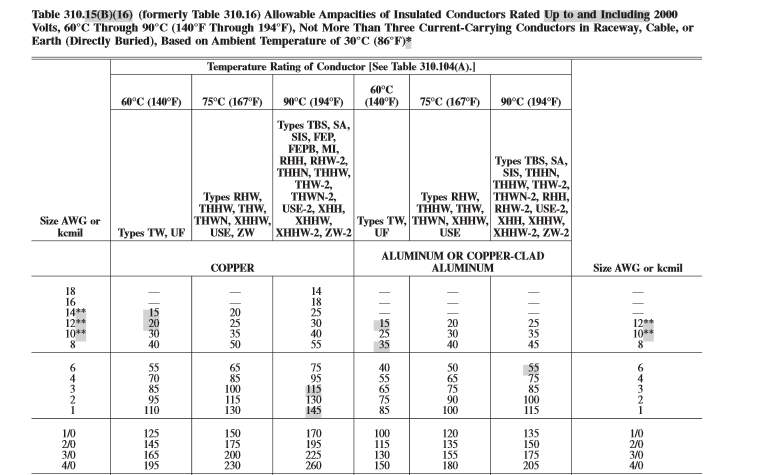 Table 310.15(B)(16) (formerly Table 310.16) Allowable Ampacities of Insulated Conductors Rated Up to and Including 2000
Volts, 60°C Through 90°C (140°F Through 194°F), Not More Than Three Current-Carrying Conductors in Raceway, Cable, or
Earth (Directly Buried), Based on Ambient Temperature of 30°C (86°F)*
Temperature Rating of Conductor [See Table 310.104(A).]
60°C (140°F) 75°C (167°F) 90°C (194°F) 60°C (140°F) 75°C (167°F) 90°C (194°F)
Size AWG or
kcmil
Types TW, UF
Types RHW,
THHW, THW,
THWN, XHHW,
USE, ZW
Types TBS, SA,
SIS, FEP,
FEPB, MI,
RHH, RHW-2,
THHN, THHW,
THW-2,
THWN-2,
USE-2, XHH,
XHHW,
XHHW-2, ZW-2
Types TW,
UF
Types RHW,
THHW, THW,
THWN, XHHW,
USE
Types TBS, SA,
SIS, THHN,
THHW, THW-2,
THWN-2, RHH,
RHW-2, USE-2,
XHH, XHHW,
XHHW-2, ZW-2
COPPER
ALUMINUM OR COPPER-CLAD
ALUMINUM
Size AWG or kcmil
18 — — 14 — — — —
16 — — 18 — — — —
14** 15 20 25 — — — —
12** 20 25 30 15 20 25 12**
10** 30 35 40 25 30 35 10**
8 40 50 55 35 40 45 8
6 55 65 75 40 50 55 6
4 70 85 95 55 65 75 4
3 85 100 115 65 75 85 3
2 95 115 130 75 90 100 2
1 110 130 145 85 100 115 1
1/0 125 150 170 100 120 135 1/0
2/0 145 175 195 115 135 150 2/0
3/0 165 200 225 130 155 175 3/0
4/0 195 230 260 150 180 205 4/0